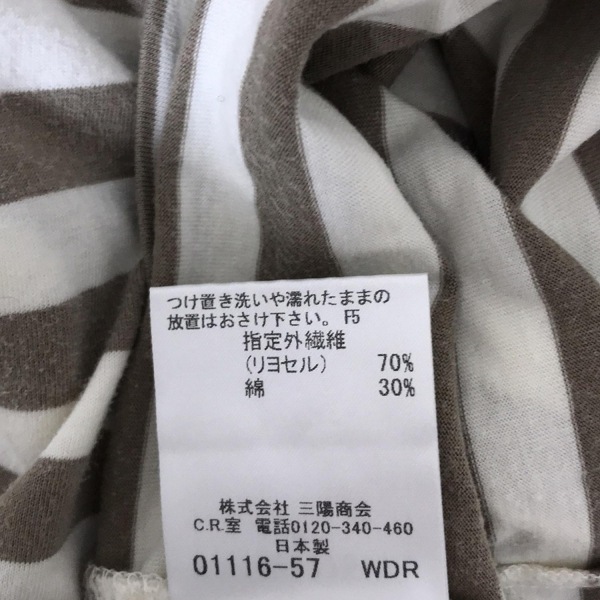 つけ置き洗いや濡れたままの
放置はおさけ下さい。 F5
指定外繊維
(リヨセル) 70%
綿 30%
株式会社 三陽商会
C.R.室 電話0120-340-460
日本製
01116-57 WDR